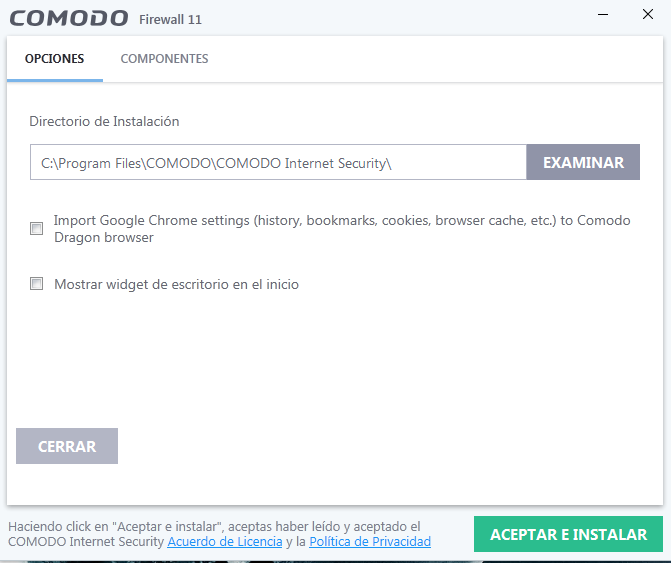 COMODO Firewall 11
OPCIONES COMPONENTES
Directorio de Instalación
C:\Program Files\COMODO\COMODO Internet Security\ EXAMINAR
Import Google Chrome settings (history, bookmarks, cookies, browser cache, etc.) to Comodo
Dragon browser
Mostrar widget de escritorio en el inicio
CERRAR
Haciendo click en "Aceptar e instalar", aceptas haber leído y aceptado el
COMODO Internet Security Acuerdo de Licencia y la Política de Privacidad
ACEPTAR E INSTALAR